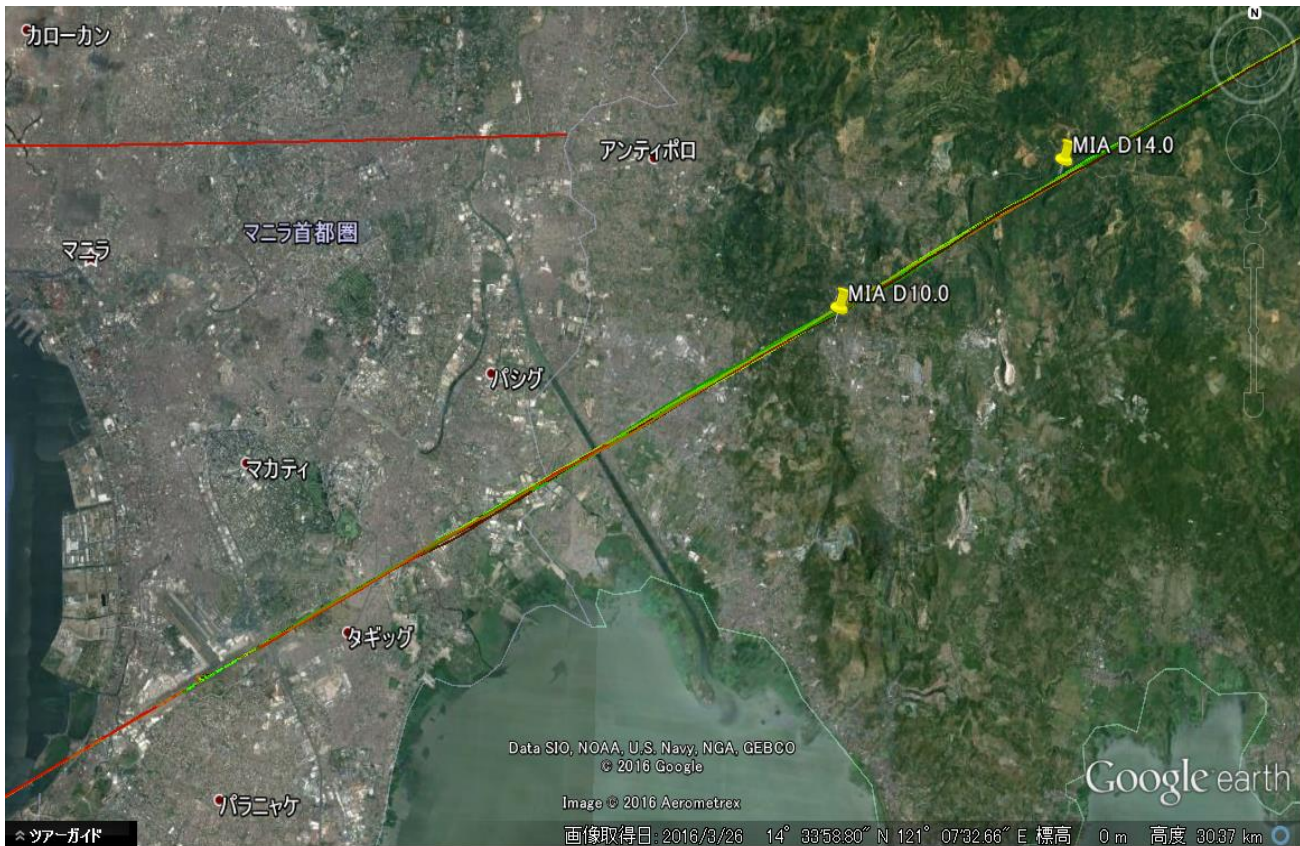 N
カローカン
アンティポロ
MIA D14.0
マニラ首都圏
マニラ
MIA D10.0
パシグ
マカティ
タギッグ
Data SIO, NOAA, U.S. Navy, NGA, GEBCO
© 2016 Google
Image © 2016 Aerometrex
Google earth
パラニャケ
ツアーガイド
画像取得日: 2016/3/26 14° 33'58.80" N 121° 07'32.66" E 標高 0 m 高度 30.37 km